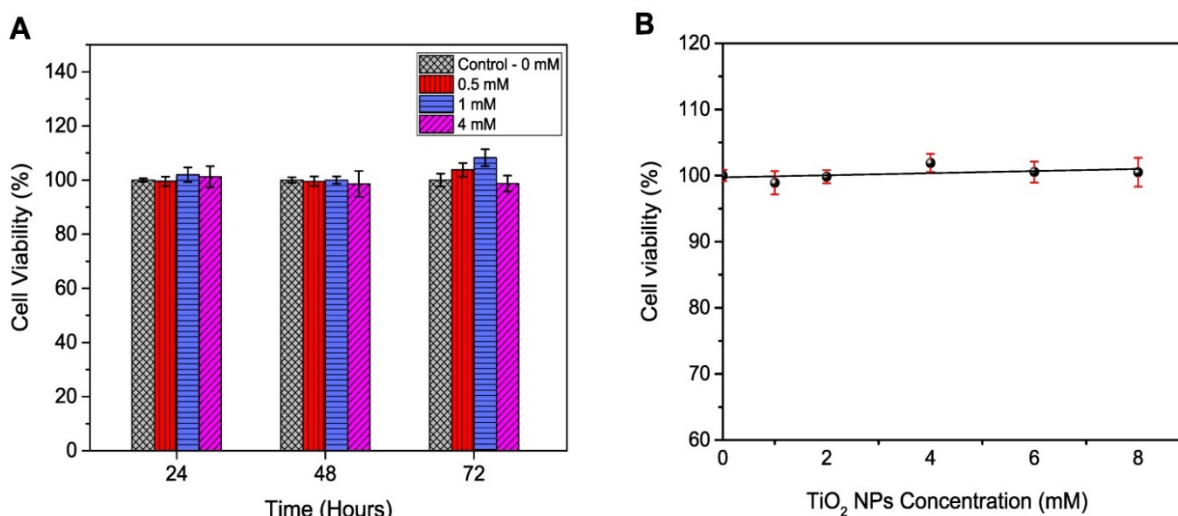 A
Cell Viability (%)
140
120
100
80
60
40
20
0
Control - 0 mM
0.5 mM
1 mM
4 mM
24
48
72
Time (Hours)
B
Cell viability (%)
120
110
100
90
80
70
60
0
2
4
6
8
TiO₂ NPs Concentration (mM)